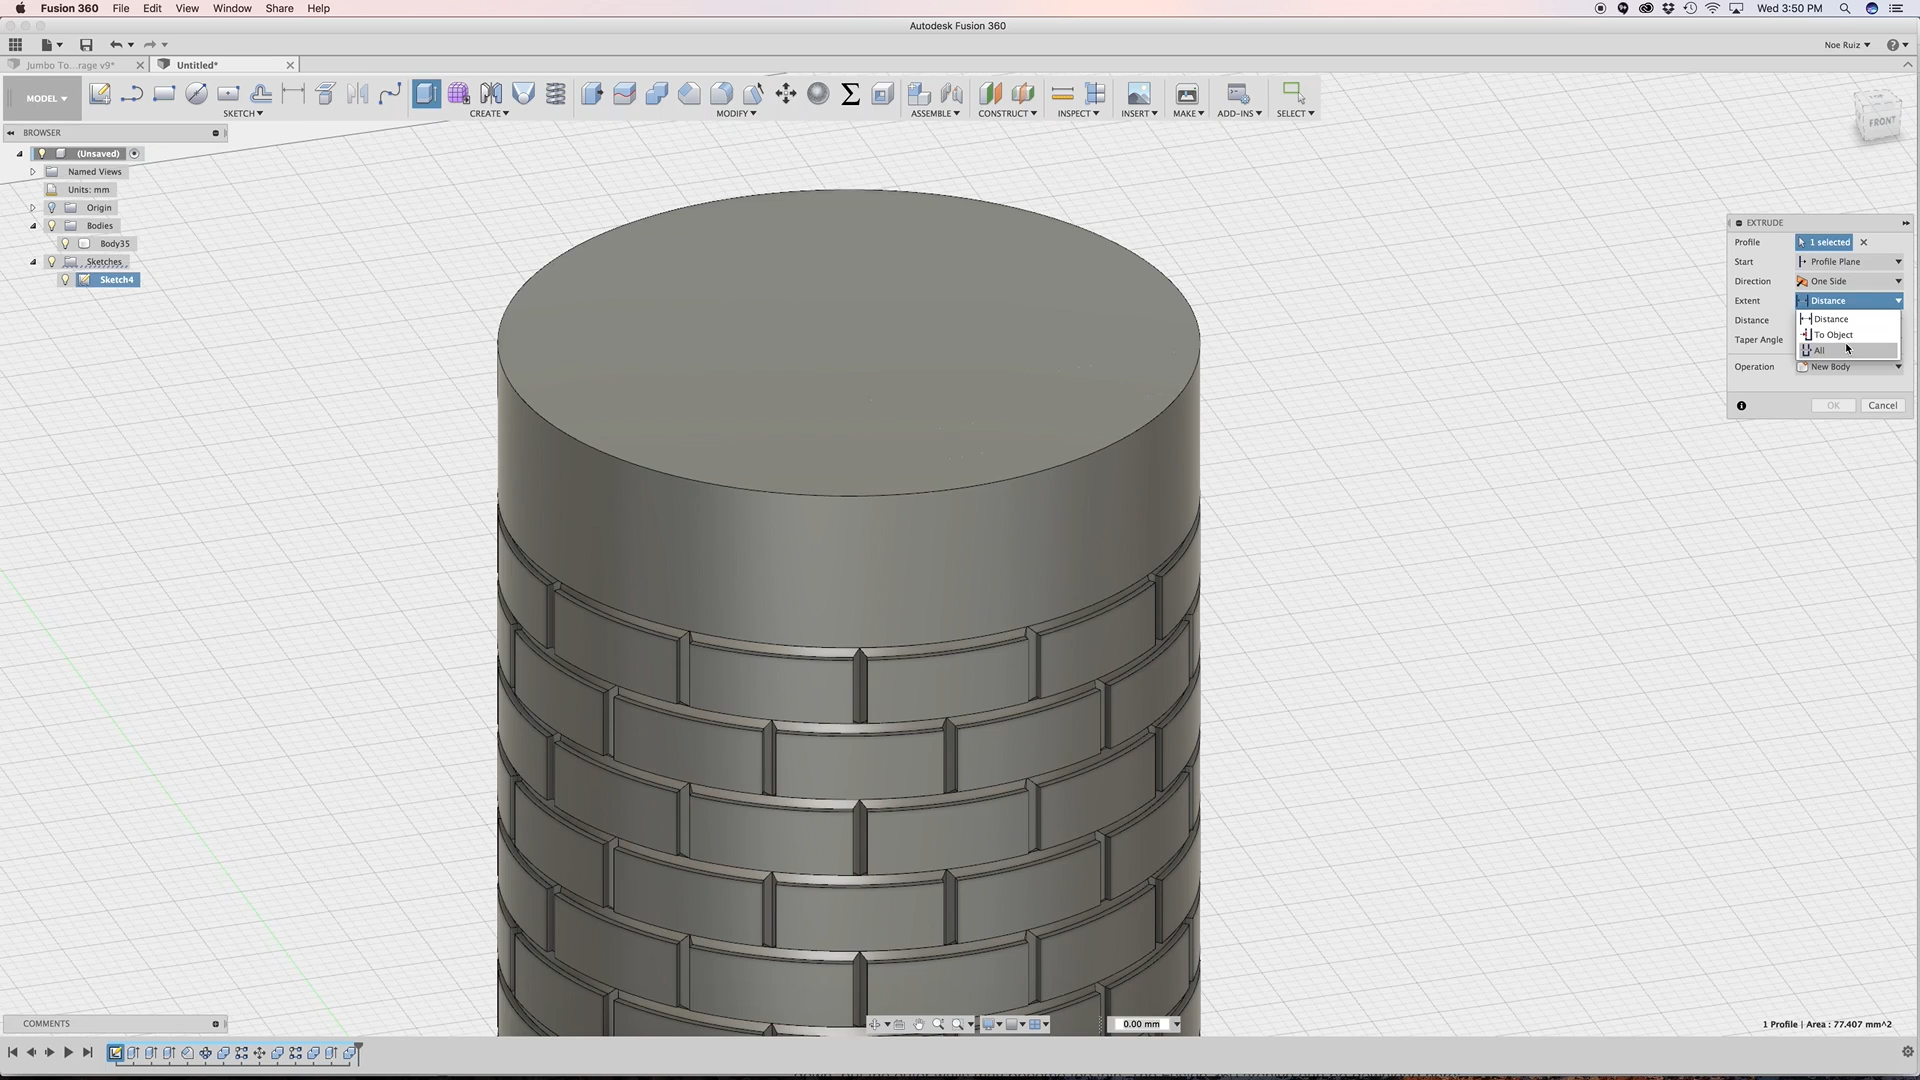 Fusion 360 File Edit View Window Share Help Wed 3:50 PM
Autodesk Fusion 360
Noe Ruiz
Jumbo To...rage v9* Untitled*
MODEL SKETCH CREATE MODIFY ASSEMBLE CONSTRUCT INSPECT INSERT MAKE ADD-INS SELECT
FRONT
BROWSER
(Unsaved)
Named Views
Units: mm
Origin
Bodies
Body35
Sketches
Sketch4
EXTRUDE
Profile 1 selected
Start Profile Plane
Direction One Side
Extent Distance
Distance
To Object
All
Distance
Taper Angle
Operation New Body
OK Cancel
COMMENTS
0.00 mm
1 Profile | Area : 77.407 mm^2